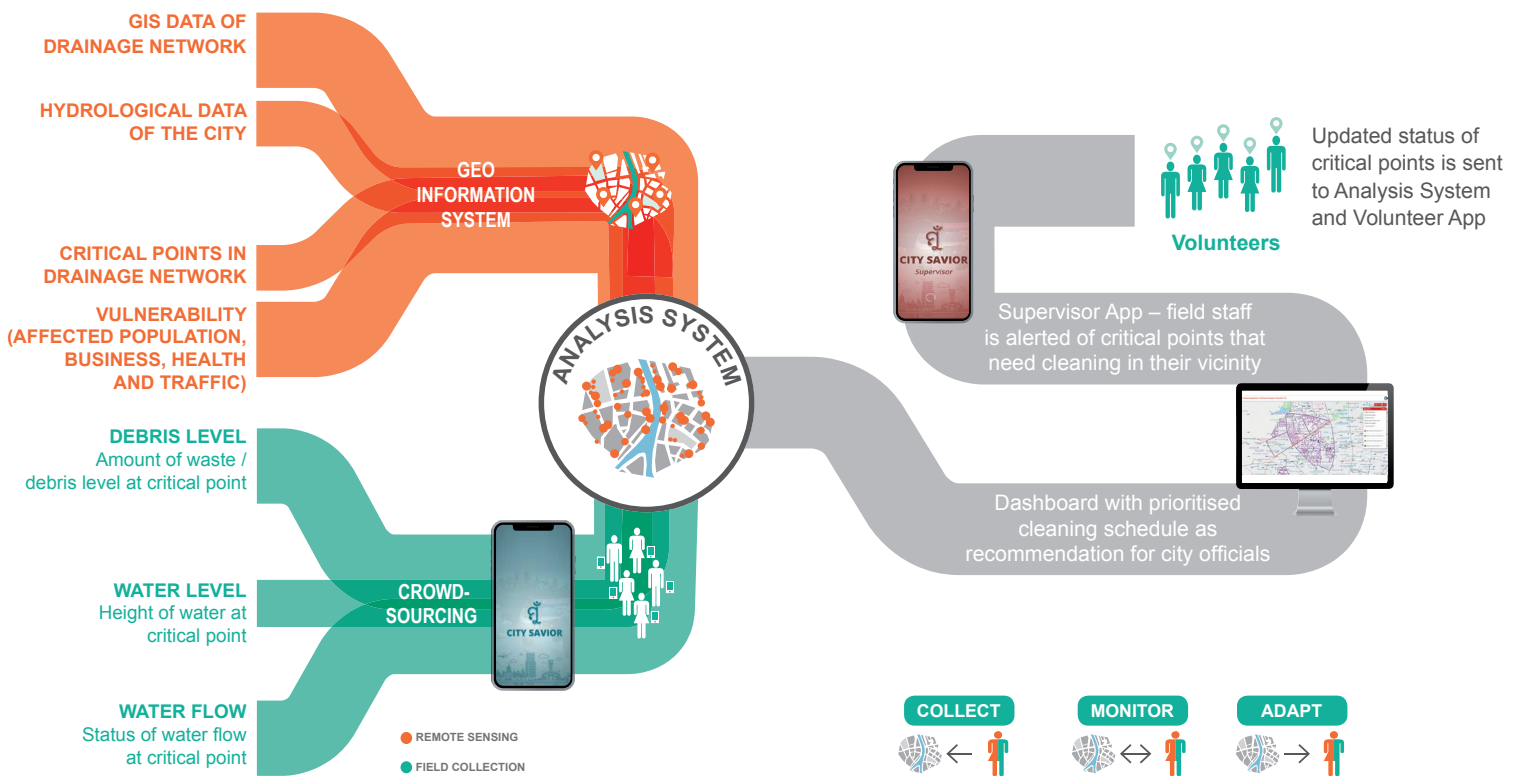 GIS DATA OF
DRAINAGE NETWORK
HYDROLOGICAL DATA
OF THE CITY
CRITICAL POINTS IN
DRAINAGE NETWORK
VULNERABILITY
(AFFECTED POPULATION,
BUSINESS, HEALTH
AND TRAFFIC)
GEO
INFORMATION
SYSTEM
DEBRIS LEVEL
Amount of waste /
debris level at critical point
WATER LEVEL
Height of water at
critical point
WATER FLOW
Status of water flow
at critical point
CROWD-
SOURCING
CITY SAVIOR
REMOTE SENSING
FIELD COLLECTION
ANALYSIS SYSTEM
Dashboard with prioritised
cleaning schedule as
recommendation for city officials
Supervisor App – field staff
is alerted of critical points that
need cleaning in their vicinity
CITY SAVIOR
Supervisor
Volunteers
Updated status of
critical points is sent
to Analysis System
and Volunteer App
COLLECT
MONITOR
ADAPT